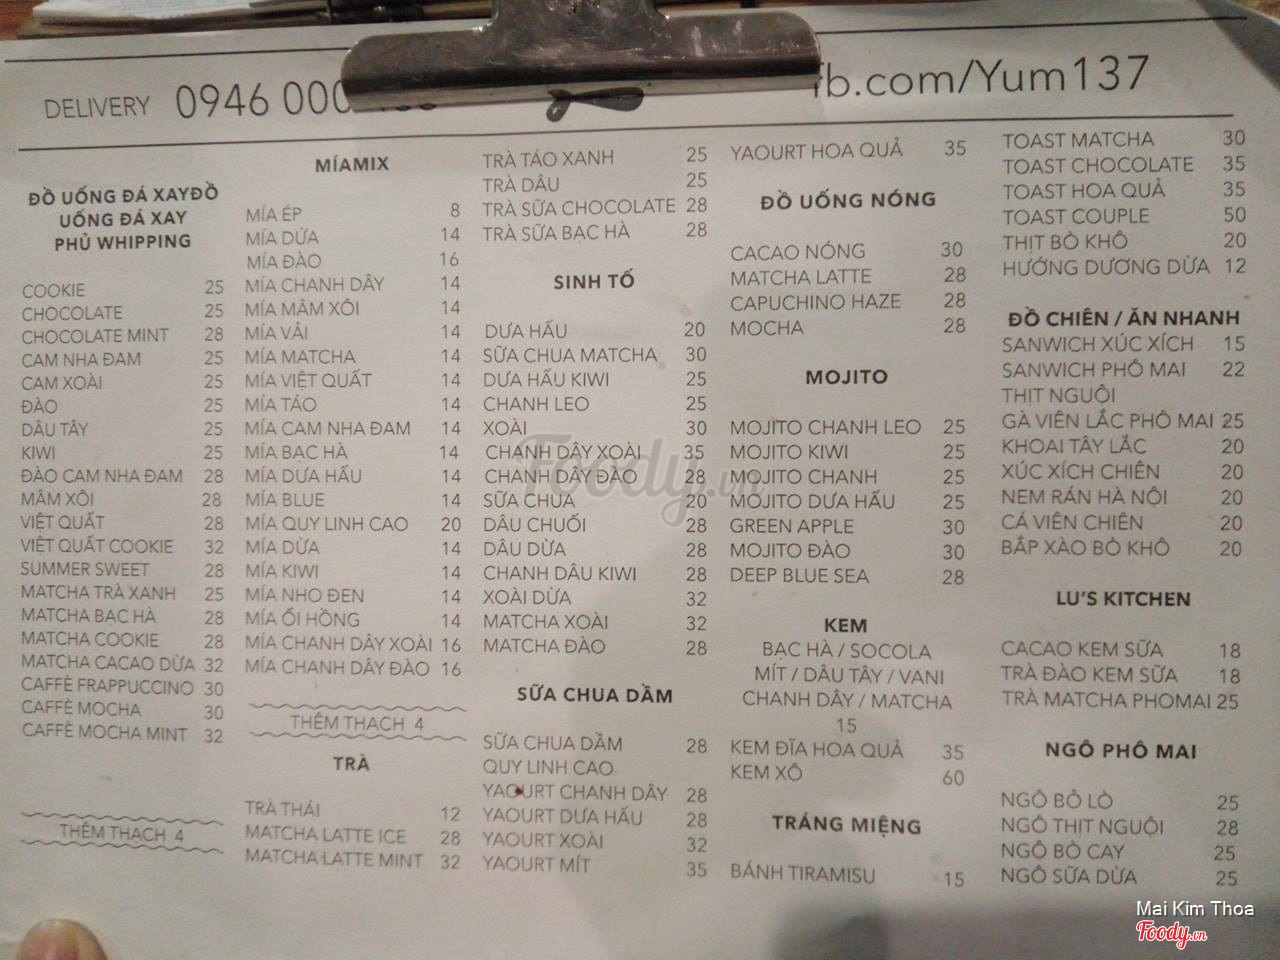 DELIVERY 0946 000
fb.com/Yum137
ĐỒ UỐNG ĐÁ XAYĐỒ
UỐNG ĐÁ XAY
PHỦ WHIPPING
COOKIE 25
CHOCOLATE 25
CHOCOLATE MINT 28
CAM NHA ĐAM 25
CAM XOÀI 25
ĐÀO 25
DÂU TÂY 25
KIWI 25
ĐÀO CAM NHA ĐAM 28
MÂM XÔI 28
VIỆT QUẤT 28
VIỆT QUẤT COOKIE 32
SUMMER SWEET 28
MATCHA TRÀ XANH 25
MATCHA BẠC HÀ 28
MATCHA COOKIE 28
MATCHA CACAO DỪA 32
CAFFÈ FRAPPUCCINO 30
CAFFÈ MOCHA 30
CAFFÈ MOCHA MINT 32
THÊM THẠCH 4
MÍAMIX
MÍA ÉP 8
MÍA DỨA 14
MÍA ĐÀO 16
MÍA CHANH DÂY 14
MÍA MÂM XÔI 14
MÍA VẢI 14
MÍA MATCHA 14
MÍA VIỆT QUẤT 14
MÍA TÁO 14
MÍA CAM NHA ĐAM 14
MÍA BẠC HÀ 14
MÍA DƯA HẤU 14
MÍA BLUE 14
MÍA QUY LINH CAO 20
MÍA DỪA 14
MÍA KIWI 14
MÍA NHO ĐEN 14
MÍA ỔI HỒNG 14
MÍA CHANH DÂY XOÀI 16
MÍA CHANH DÂY ĐÀO 16
THÊM THẠCH 4
TRÀ
TRÀ THÁI 12
MATCHA LATTE ICE 28
MATCHA LATTE MINT 32
TRÀ TÁO XANH 25
TRÀ DÂU 25
TRÀ SỮA CHOCOLATE 28
TRÀ SỮA BẠC HÀ 28
SINH TỐ
DƯA HẤU 20
SỮA CHUA MATCHA 30
DƯA HẤU KIWI 25
CHANH LEO 25
XOÀI 30
CHANH DÂY XOÀI 35
CHANH DÂY ĐÀO 28
SỮA CHUA 20
DÂU CHUỐI 28
DÂU DỪA 28
CHANH DÂU KIWI 28
XOÀI DỪA 32
MATCHA XOÀI 32
MATCHA ĐÀO 28
SỮA CHUA DẦM
SỮA CHUA DẦM 28
QUY LINH CAO
YAOURT CHANH DÂY 28
YAOURT DƯA HẤU 28
YAOURT XOÀI 32
YAOURT MÍT 35
YAOURT HOA QUẢ 35
ĐỒ UỐNG NÓNG
CACAO NÓNG 30
MATCHA LATTE 28
CAPUCHINO HAZE 28
MOCHA 28
MOJITO
MOJITO CHANH LEO 25
MOJITO KIWI 25
MOJITO CHANH 25
MOJITO DƯA HẤU 25
GREEN APPLE 30
MOJITO ĐÀO 30
DEEP BLUE SEA 28
KEM
BẠC HÀ / SOCOLA
MÍT / DÂU TÂY / VANI
CHANH DÂY / MATCHA
15
KEM ĐĨA HOA QUẢ 35
KEM XÔ 60
TRÁNG MIỆNG
BÁNH TIRAMISU 15
TOAST MATCHA 30
TOAST CHOCOLATE 35
TOAST HOA QUẢ 35
TOAST COUPLE 50
THỊT BÒ KHÔ 20
HƯỚNG DƯƠNG DỪA 12
ĐỒ CHIÊN / ĂN NHANH
SANWICH XÚC XÍCH 15
SANWICH PHÔ MAI 22
THỊT NGUỘI
GÀ VIÊN LẮC PHÔ MAI 25
KHOAI TÂY LẮC 20
XÚC XÍCH CHIÊN 20
NEM RÁN HÀ NỘI 20
CÁ VIÊN CHIÊN 20
BẮP XÀO BÒ KHÔ 20
LU'S KITCHEN
CACAO KEM SỮA 18
TRÀ ĐÀO KEM SỮA 18
TRÀ MATCHA PHOMAI 25
NGÔ PHÔ MAI
NGÔ BỎ LÒ 25
NGÔ THỊT NGUỘI 28
NGÔ BÒ CAY 25
NGÔ SỮA DỪA 25
Foody.vn
Mai Kim Thoa
Foody.vn